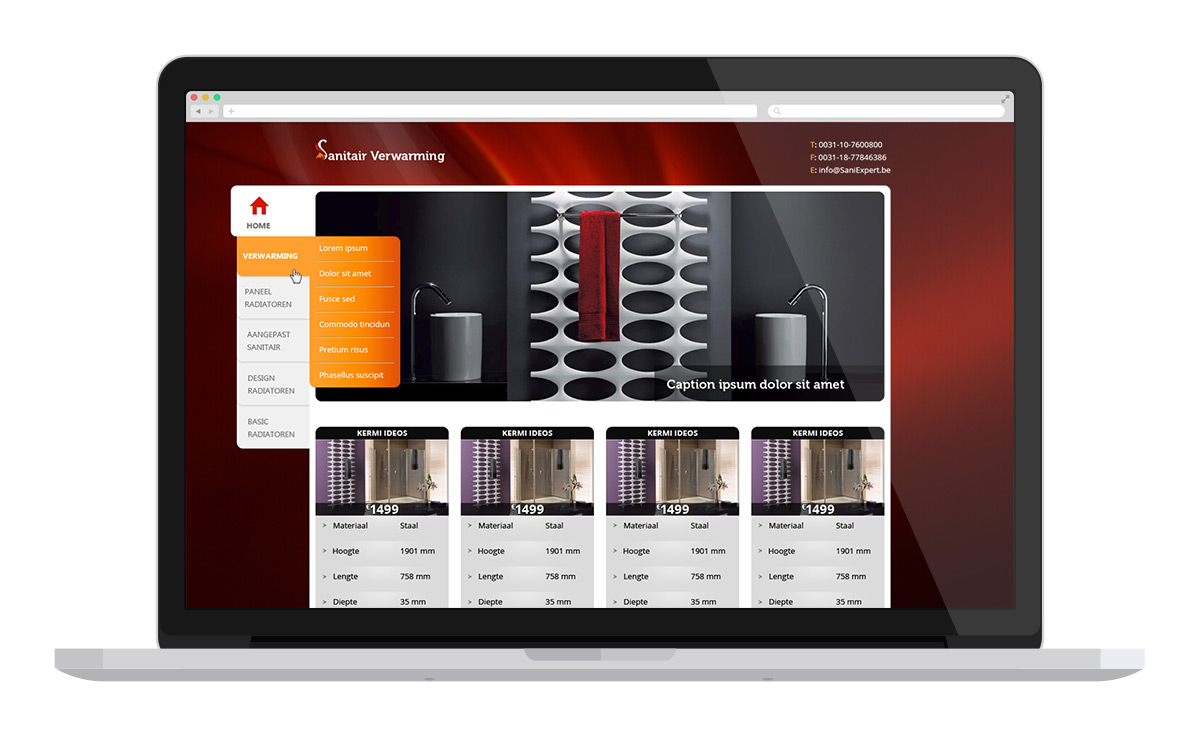 Sanitair Verwarming
T: 0031-10-7600800
F: 0031-18-77846386
E: info@SaniExpert.be
HOME
VERWARMING
PANEEL
RADIATOREN
AANGEPAST
SANITAIR
DESIGN
RADIATOREN
BASIC
RADIATOREN
Lorem ipsum
Dolor sit amet
Fusce sed
Commodo tincidun
Pretium risus
Phasellus suscipit
Caption ipsum dolor sit amet
KERMI IDEOS KERMI IDEOS KERMI IDEOS KERMI IDEOS
€1499 €1499 €1499 €1499
> Materiaal Staal > Materiaal Staal > Materiaal Staal > Materiaal Staal
> Hoogte 1901 mm > Hoogte 1901 mm > Hoogte 1901 mm > Hoogte 1901 mm
> Lengte 758 mm > Lengte 758 mm > Lengte 758 mm > Lengte 758 mm
> Diepte 35 mm > Diepte 35 mm > Diepte 35 mm > Diepte 35 mm